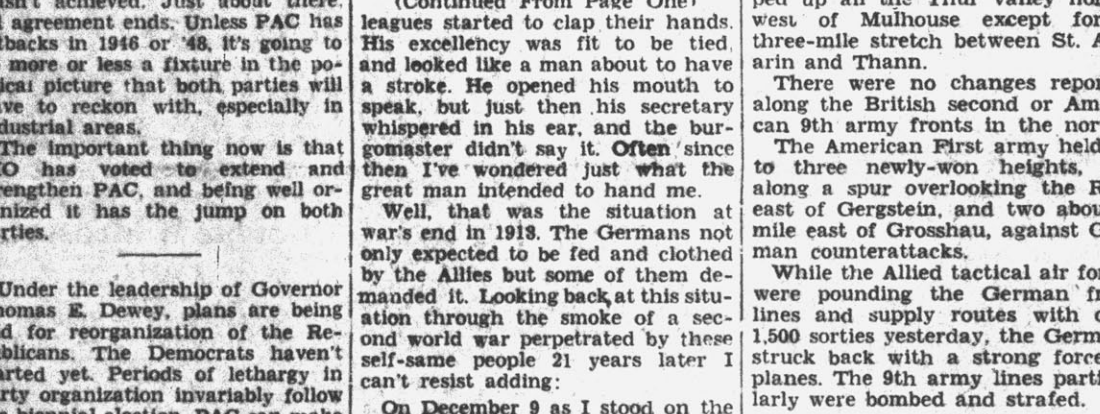 agreement ends. Unless PAC has
tbacks in 1946 or '48, it's going to
more or less a fixture in the po-
ical picture that both parties will
ve to reckon with, especially in
dustrial areas.
The important thing now is that
O has voted to extend and
rengthen PAC, and being well or-
nized it has the jump on both
rties.
Under the leadership of Governor
homas E. Dewey, plans are being
d for reorganization of the Re-
blicans. The Democrats haven't
arted yet. Periods of lethargy in
rty organization invariably follow
(Continued From Page One)
leagues started to clap their hands.
His excellency was fit to be tied,
and looked like a man about to have
a stroke. He opened his mouth to
speak, but just then his secretary
whispered in his ear, and the bur-
gomaster didn't say it. Often since
then I've wondered just what the
great man intended to hand me.
Well, that was the situation at
war's end in 1918. The Germans not
only expected to be fed and clothed
by the Allies but some of them de-
manded it. Looking back at this situ-
ation through the smoke of a sec-
ond world war perpetrated by these
self-same people 21 years later I
can't resist adding:
On December 9 as I stood on the
west of Mulhouse except for
three-mile stretch between St. A
arin and Thann.
There were no changes repor
along the British second or Am
can 9th army fronts in the nor
The American First army held
to three newly-won heights,
along a spur overlooking the R
east of Gergstein, and two abou
mile east of Grosshau, against G
man counterattacks.
While the Allied tactical air for
were pounding the German fr
lines and supply routes with
1,500 sorties yesterday, the Germ
struck back with a strong force
planes. The 9th army lines parti
larly were bombed and strafed.